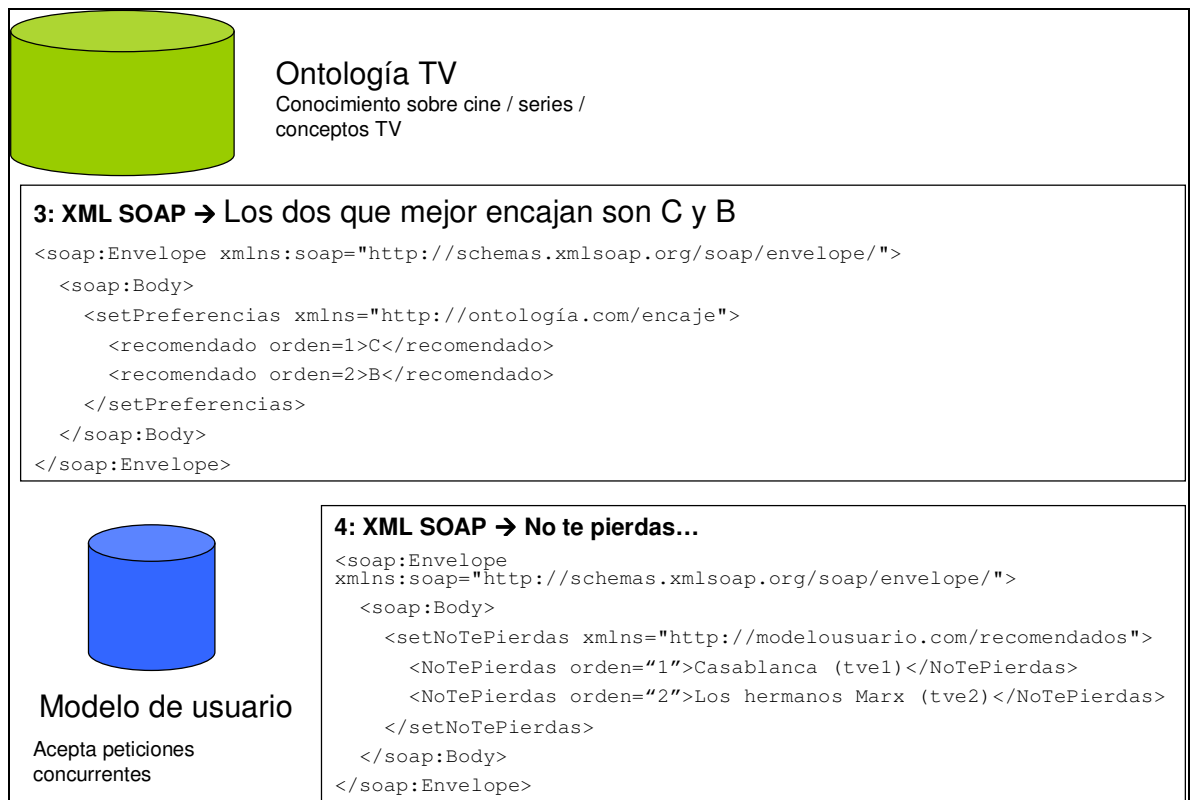 Ontología TV
Conocimiento sobre cine / series /
conceptos TV
3: XML SOAP → Los dos que mejor encajan son C y B
<soap:Envelope xmlns:soap="http://schemas.xmlsoap.org/soap/envelope/">
<soap:Body>
<setPreferencias xmlns="http://ontología.com/encaje">
<recomendado orden=1>C</recomendado>
<recomendado orden=2>B</recomendado>
</setPreferencias>
</soap:Body>
</soap:Envelope>
4: XML SOAP → No te pierdas…
<soap:Envelope
xmlns:soap="http://schemas.xmlsoap.org/soap/envelope/">
<soap:Body>
<setNoTePierdas xmlns="http://modelousuario.com/recomendados">
<NoTePierdas orden=“1”>Casablanca (tve1)</NoTePierdas>
<NoTePierdas orden=“2”>Los hermanos Marx (tve2)</NoTePierdas>
</setNoTePierdas>
</soap:Body>
</soap:Envelope>
Modelo de usuario
Acepta peticiones
concurrentes